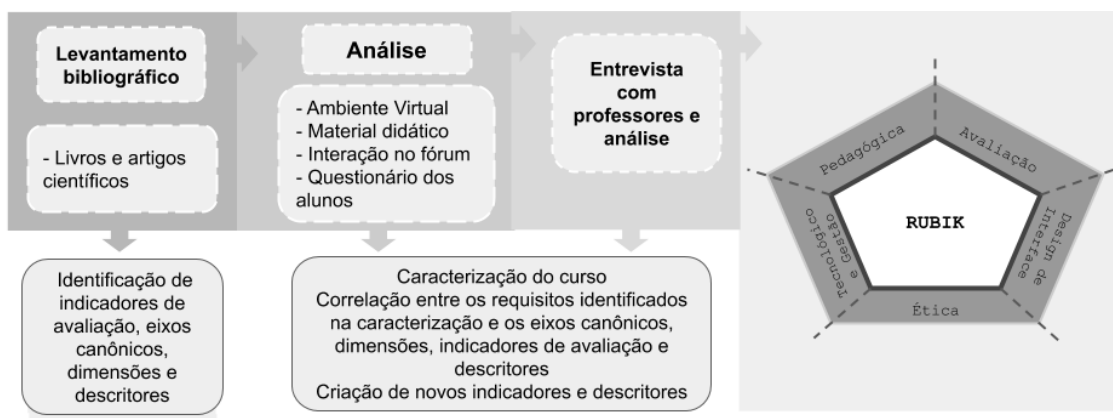 Levantamento
bibliográfico
- Livros e artigos
científicos
Identificação de
indicadores de
avaliação, eixos
canônicos,
dimensões e
descritores
Análise
- Ambiente Virtual
- Material didático
- Interação no fórum
- Questionário dos
alunos
Entrevista
com
professores e
análise
Caracterização do curso
Correlação entre os requisitos identificados
na caracterização e os eixos canônicos,
dimensões, indicadores de avaliação e
descritores
Criação de novos indicadores e descritores
Pedagógica
Avaliação
Design de
Interface
Ética
Tecnológico
e Gestão
RUBIK